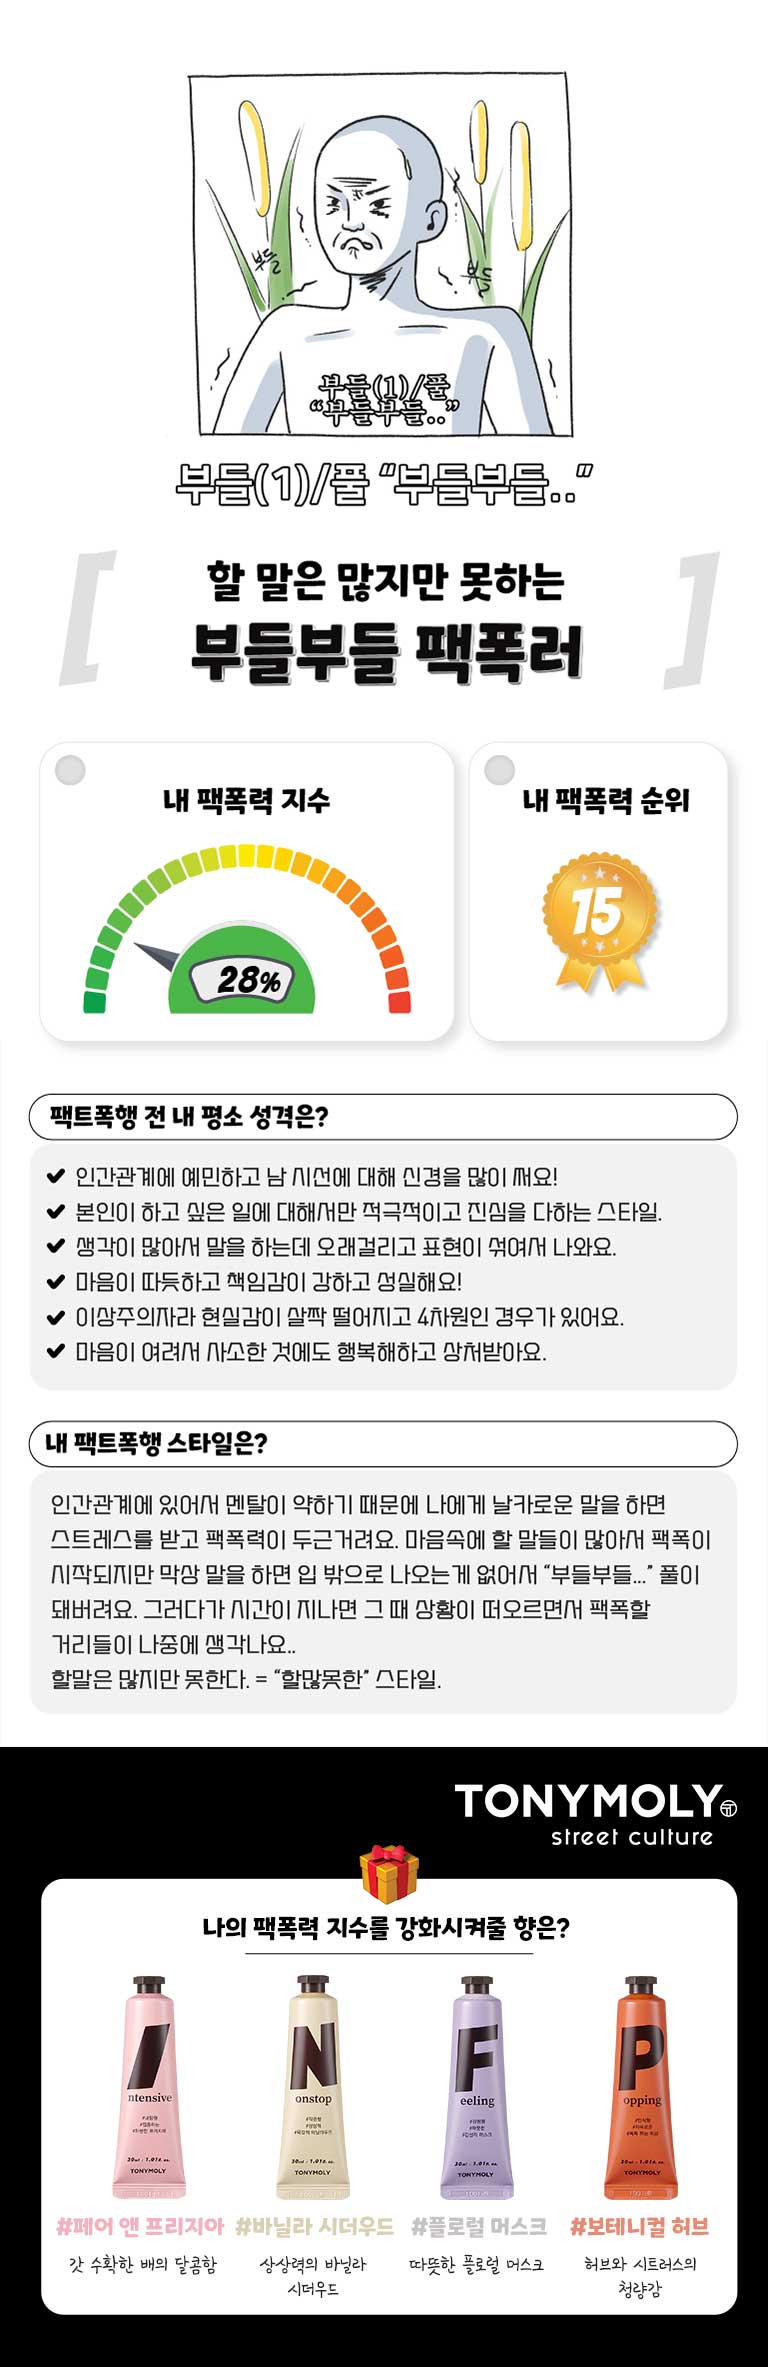 부들
부들
부들(1)/풀
“부들부들..”
부들(1)/풀 “부들부들..”
할 말은 많지만 못하는
부들부들 팩폭러
내 팩폭력 지수
28%
내 팩폭력 순위
15
팩트폭행 전 내 평소 성격은?
인간관계에 예민하고 남 시선에 대해 신경을 많이 써요!
본인이 하고 싶은 일에 대해서만 적극적이고 진심을 다하는 스타일.
생각이 많아서 말을 하는데 오래걸리고 표현이 섞여서 나와요.
마음이 따듯하고 책임감이 강하고 성실해요!
이상주의자라 현실감이 살짝 떨어지고 4차원인 경우가 있어요.
마음이 여려서 사소한 것에도 행복해하고 상처받아요.
내 팩트폭행 스타일은?
인간관계에 있어서 멘탈이 약하기 때문에 나에게 날카로운 말을 하면
스트레스를 받고 팩폭력이 두근거려요. 마음속에 할 말들이 많아서 팩폭이
시작되지만 막상 말을 하면 입 밖으로 나오는게 없어서 “부들부들...” 풀이
돼버려요. 그러다가 시간이 지나면 그 때 상황이 떠오르면서 팩폭할
거리들이 나중에 생각나요..
할말은 많지만 못한다. = “할많못한” 스타일.
TONYMOLY
street culture
나의 팩폭력 지수를 강화시켜줄 향은?
I
ntensive
30ml · 1.01fl. oz.
TONYMOLY
N
onstop
30ml · 1.01fl. oz.
TONYMOLY
F
eeling
30ml · 1.01fl. oz.
TONYMOLY
P
opping
30ml · 1.01fl. oz.
TONYMOLY
#페어 앤 프리지아
갓 수확한 배의 달콤함
#바닐라 시더우드
상상력의 바닐라
시더우드
#플로럴 머스크
따뜻한 플로럴 머스크
#보테니컬 허브
허브와 시트러스의
청량감